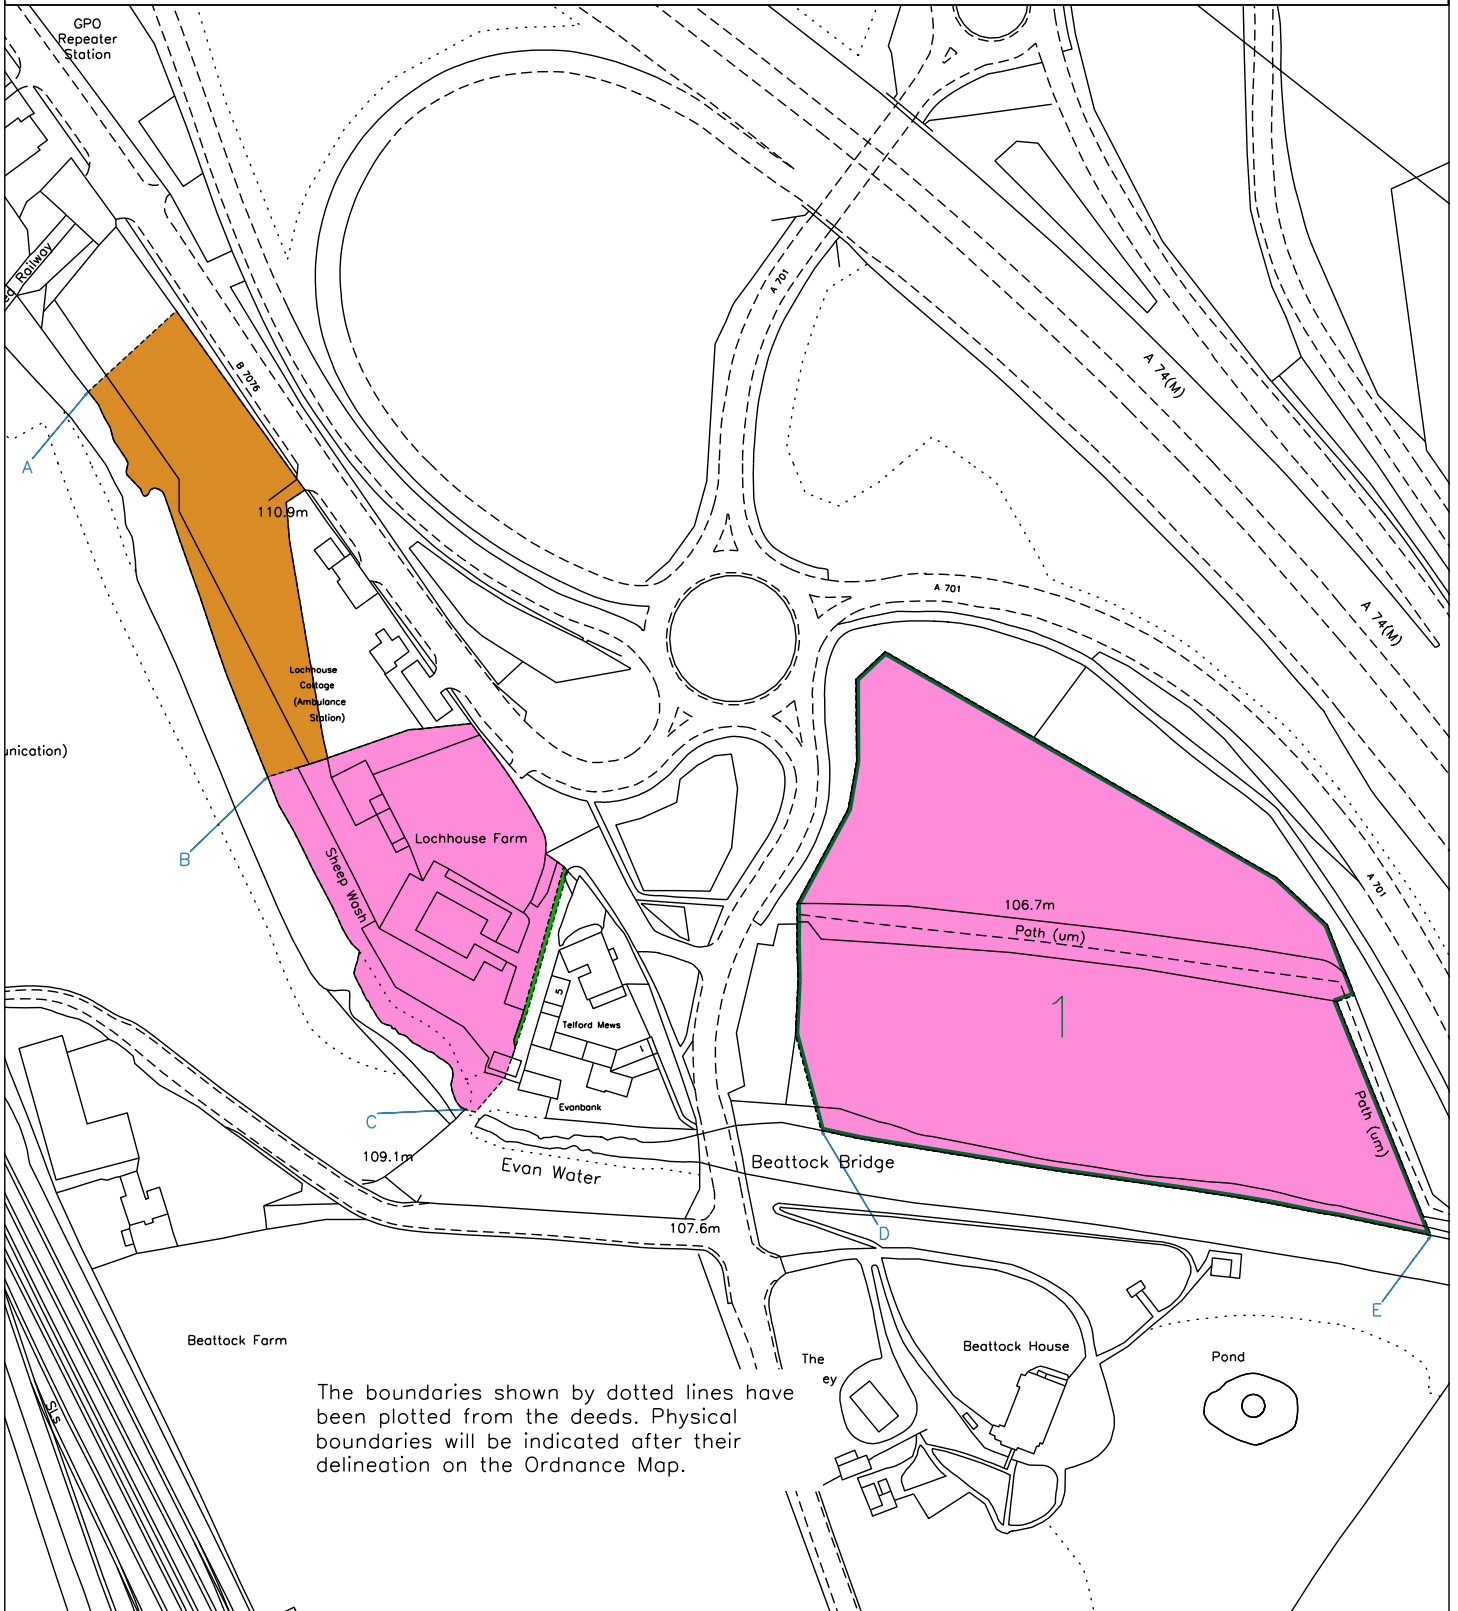 GPO
Repeater
Station
Railway
A 701
B 7076
A 74(M)
A
110.9m
A 701
A 74(M)
Lochhouse
Cottage
(Ambulance
Station)
unication)
Lochhouse Farm
B
Sheep Wash
A 701
106.7m
Path (um)
5
1
Telford Mews
1
Evanbank
C
Path (um)
109.1m
Evan Water
Beattock Bridge
107.6m
D
E
Beattock Farm
Beattock House
The
ey
Pond
SLs
The boundaries shown by dotted lines have
been plotted from the deeds. Physical
boundaries will be indicated after their
delineation on the Ordnance Map.